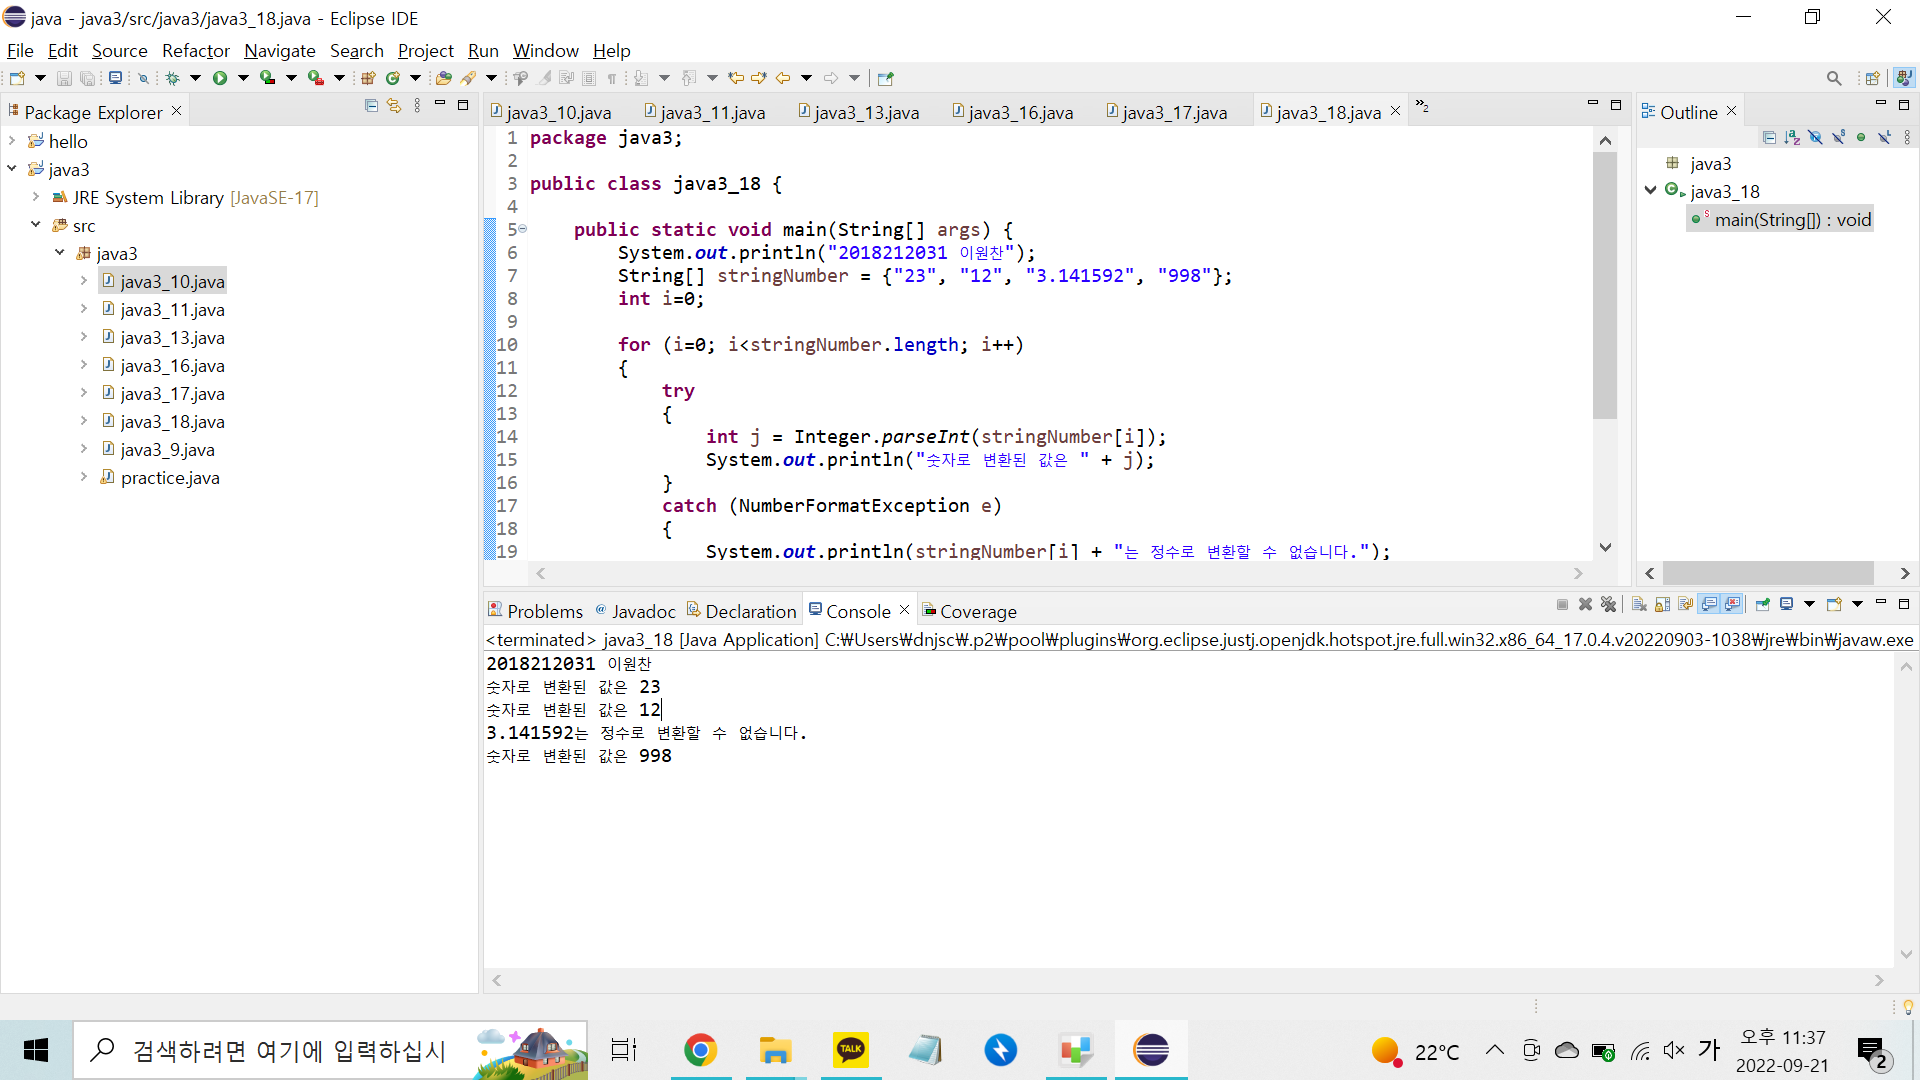 java - java3/src/java3/java3_18.java - Eclipse IDE
File Edit Source Refactor Navigate Search Project Run Window Help
Package Explorer
hello
java3
JRE System Library [JavaSE-17]
src
java3
java3_10.java
java3_11.java
java3_13.java
java3_16.java
java3_17.java
java3_18.java
java3_9.java
practice.java
java3_10.java java3_11.java java3_13.java java3_16.java java3_17.java java3_18.java »2
1 package java3;
2
3 public class java3_18 {
4
5 public static void main(String[] args) {
6 System.out.println("2018212031 이원찬");
7 String[] stringNumber = {"23", "12", "3.141592", "998"};
8 int i=0;
9
10 for (i=0; i<stringNumber.length; i++)
11 {
12 try
13 {
14 int j = Integer.parseInt(stringNumber[i]);
15 System.out.println("숫자로 변환된 값은 " + j);
16 }
17 catch (NumberFormatException e)
18 {
19 System.out.println(stringNumber[i] + "는 정수로 변환할 수 없습니다.");
Outline
java3
java3_18
main(String[]) : void
Problems @ Javadoc Declaration Console Coverage
<terminated> java3_18 [Java Application] C:₩Users₩dnjsc₩.p2₩pool₩plugins₩org.eclipse.justj.openjdk.hotspot.jre.full.win32.x86_64_17.0.4.v20220903-1038₩jre₩bin₩javaw.exe
2018212031 이원찬
숫자로 변환된 값은 23
숫자로 변환된 값은 12
3.141592는 정수로 변환할 수 없습니다.
숫자로 변환된 값은 998
검색하려면 여기에 입력하십시
TALK
22°C
가
오후 11:37
2022-09-21
2